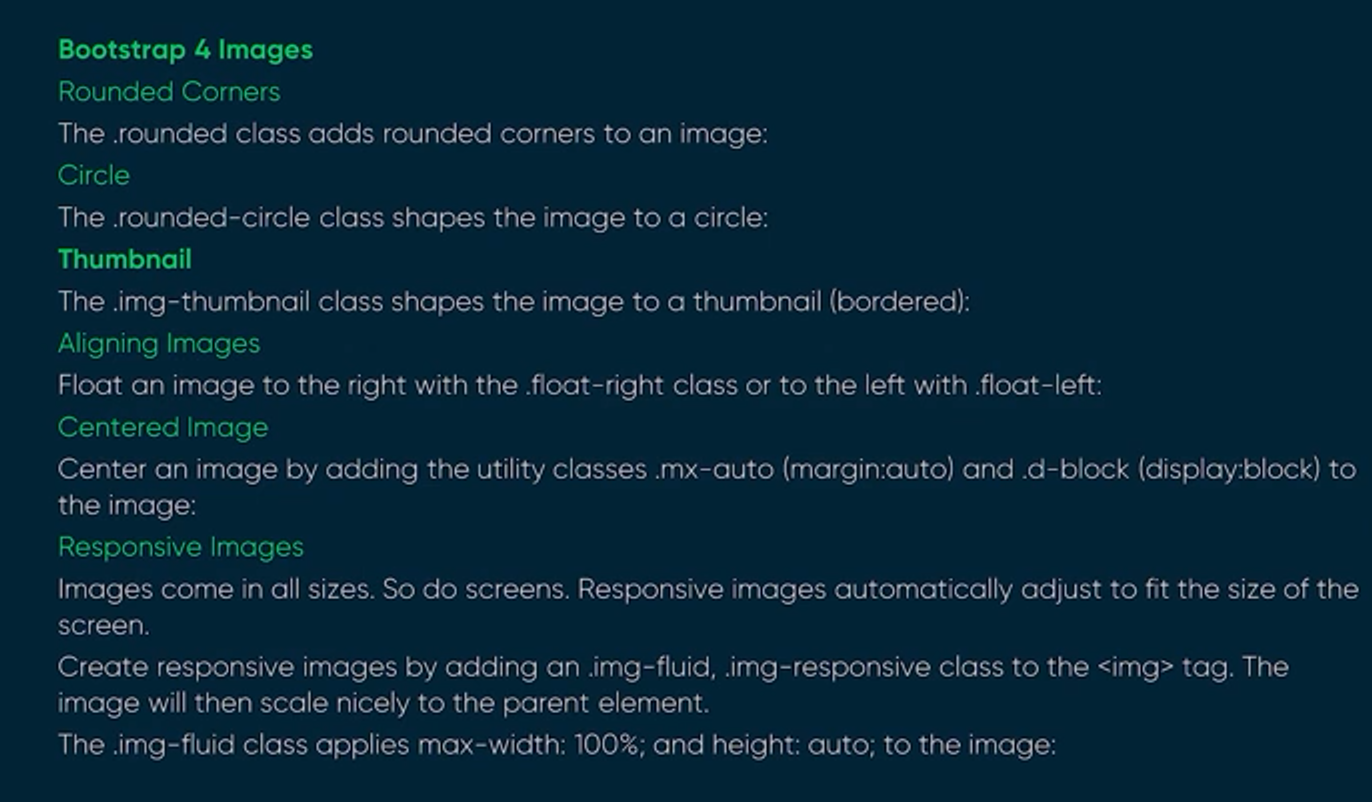 Bootstrap 4 Images
Rounded Corners
The .rounded class adds rounded corners to an image:
Circle
The .rounded-circle class shapes the image to a circle:
Thumbnail
The .img-thumbnail class shapes the image to a thumbnail (bordered):
Aligning Images
Float an image to the right with the .float-right class or to the left with .float-left:
Centered Image
Center an image by adding the utility classes .mx-auto (margin:auto) and .d-block (display:block) to
the image:
Responsive Images
Images come in all sizes. So do screens. Responsive images automatically adjust to fit the size of the
screen.
Create responsive images by adding an .img-fluid, .img-responsive class to the <img> tag. The
image will then scale nicely to the parent element.
The .img-fluid class applies max-width: 100%; and height: auto; to the image: